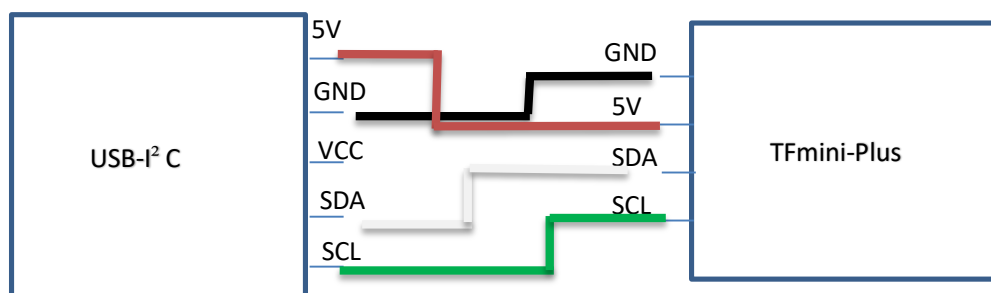 5V
GND
VCC
SDA
SCL
USB-I² C
GND
5V
SDA
SCL
TFmini-Plus